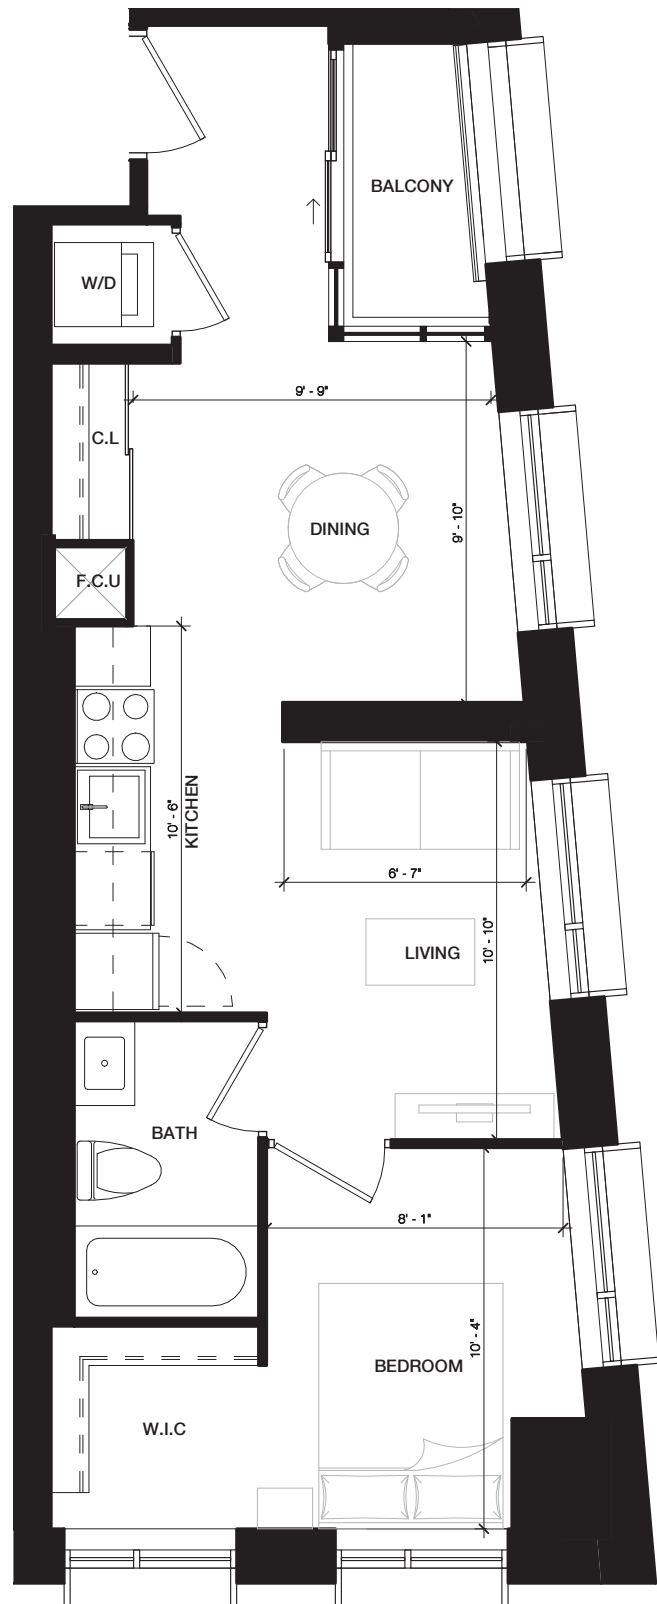 BALCONY
W/D
9' - 9"
C.L
DINING
9' - 10"
F.C.U
10' - 6"
KITCHEN
6' - 7"
LIVING
10' - 10"
BATH
8' - 1"
BEDROOM
10' - 4"
W.I.C